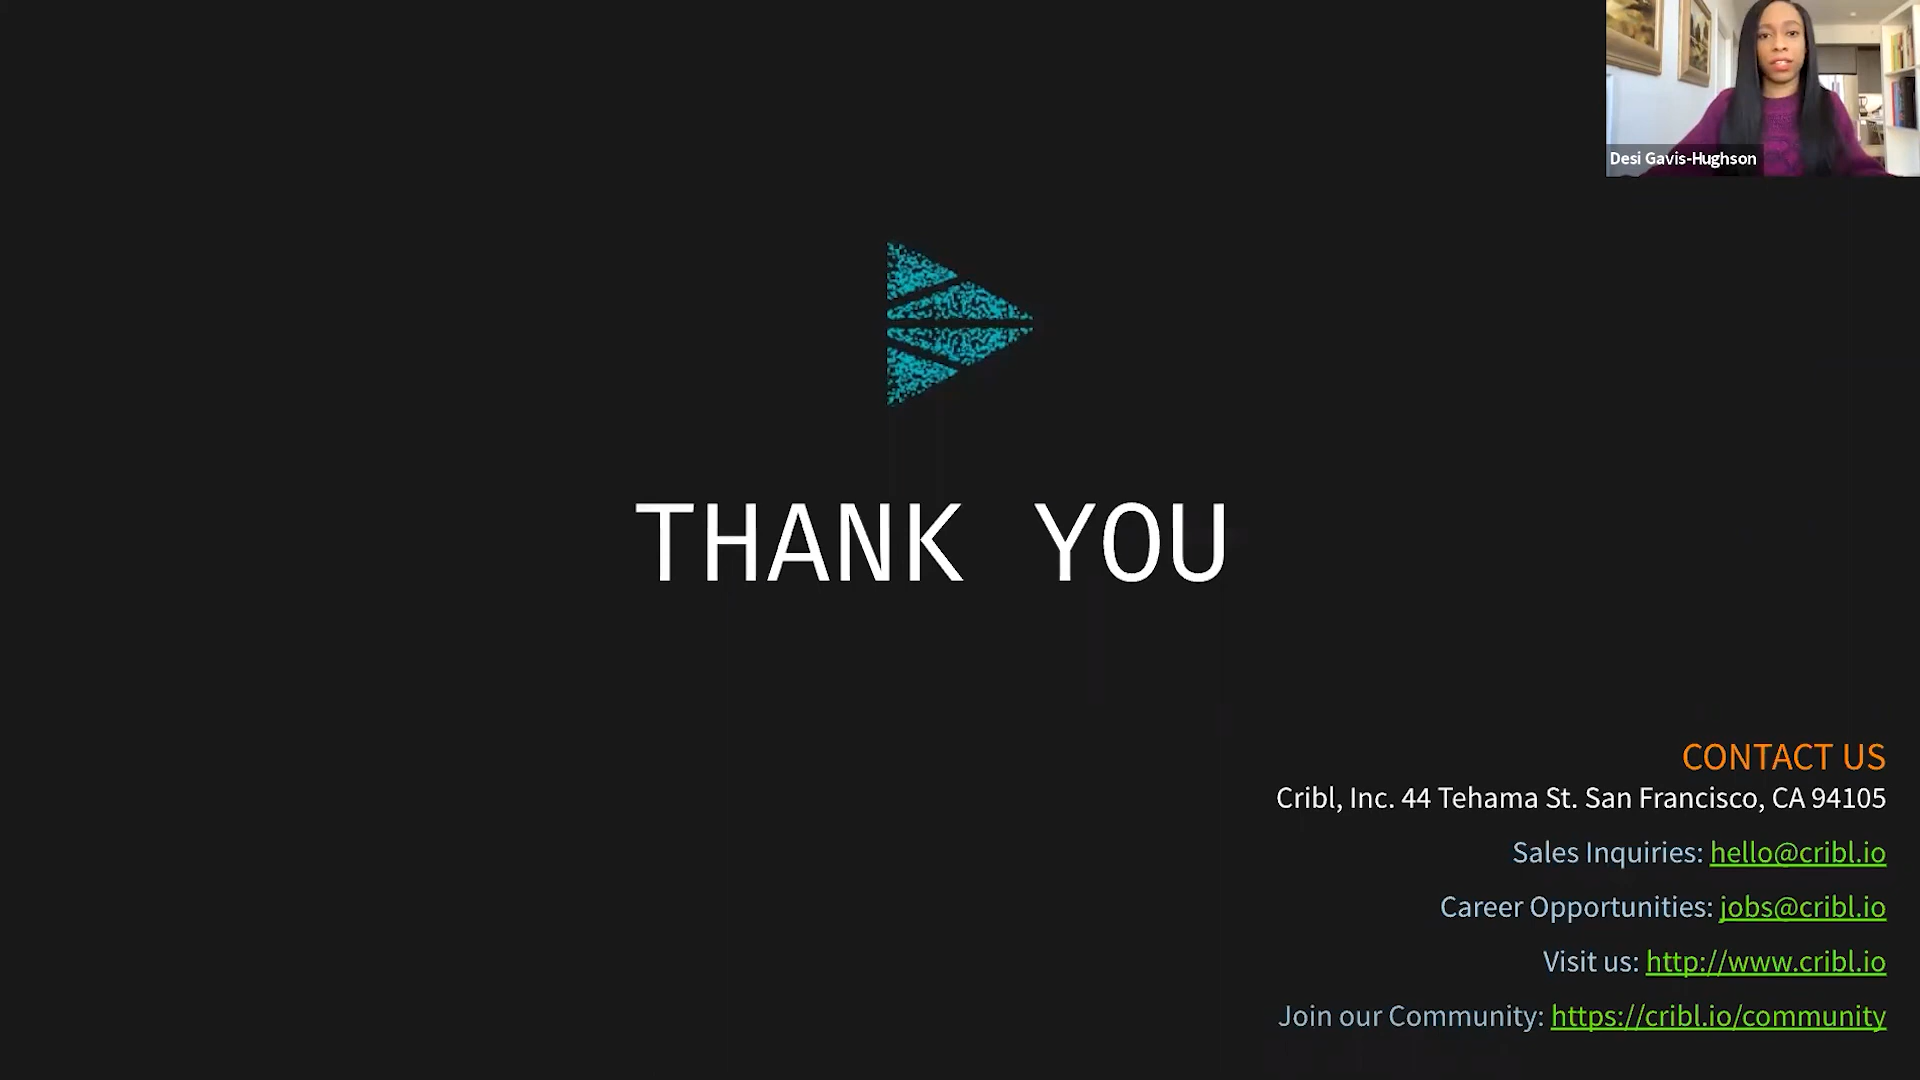 Desi Gavis-Hughson
THANK YOU
CONTACT US
Cribl, Inc. 44 Tehama St. San Francisco, CA 94105
Sales Inquiries: hello@cribl.io
Career Opportunities: jobs@cribl.io
Visit us: http://www.cribl.io
Join our Community: https://cribl.io/community